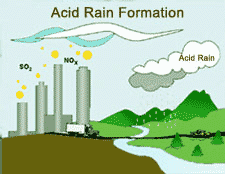 Acid Rain Formation
SO2
NOX
Acid Rain